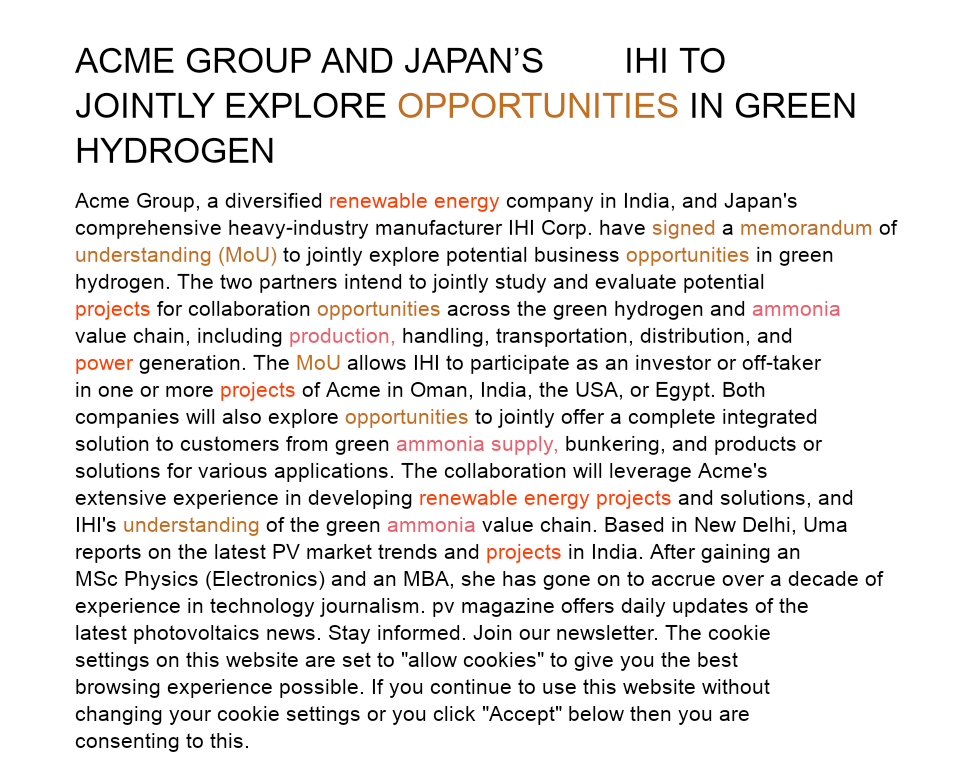 ACME GROUP AND JAPAN’S IHI TO
JOINTLY EXPLORE OPPORTUNITIES IN GREEN
HYDROGEN
Acme Group, a diversified renewable energy company in India, and Japan's
comprehensive heavy-industry manufacturer IHI Corp. have signed a memorandum of
understanding (MoU) to jointly explore potential business opportunities in green
hydrogen. The two partners intend to jointly study and evaluate potential
projects for collaboration opportunities across the green hydrogen and ammonia
value chain, including production, handling, transportation, distribution, and
power generation. The MoU allows IHI to participate as an investor or off-taker
in one or more projects of Acme in Oman, India, the USA, or Egypt. Both
companies will also explore opportunities to jointly offer a complete integrated
solution to customers from green ammonia supply, bunkering, and products or
solutions for various applications. The collaboration will leverage Acme's
extensive experience in developing renewable energy projects and solutions, and
IHI's understanding of the green ammonia value chain. Based in New Delhi, Uma
reports on the latest PV market trends and projects in India. After gaining an
MSc Physics (Electronics) and an MBA, she has gone on to accrue over a decade of
experience in technology journalism. pv magazine offers daily updates of the
latest photovoltaics news. Stay informed. Join our newsletter. The cookie
settings on this website are set to "allow cookies" to give you the best
browsing experience possible. If you continue to use this website without
changing your cookie settings or you click "Accept" below then you are
consenting to this.